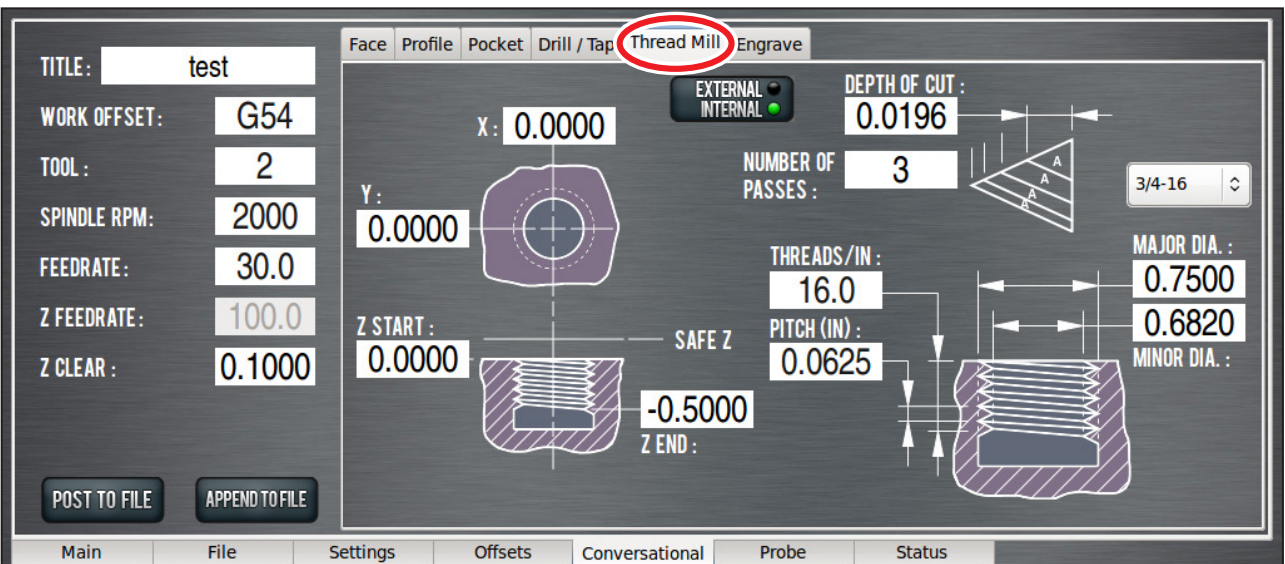 Face Profile Pocket Drill / Tap Thread Mill Engrave
TITLE : test
WORK OFFSET : G54
TOOL : 2
SPINDLE RPM: 2000
FEEDRATE : 30.0
Z FEEDRATE : 100.0
Z CLEAR : 0.1000
POST TO FILE APPEND TO FILE
EXTERNAL
INTERNAL
X : 0.0000
Y :
0.0000
Z START :
0.0000
SAFE Z
-0.5000
Z END :
DEPTH OF CUT :
0.0196
NUMBER OF
PASSES :
3
A
A
A
A
3/4-16
THREADS/IN :
16.0
PITCH (IN) :
0.0625
MAJOR DIA. :
0.7500
0.6820
MINOR DIA. :
Main File Settings Offsets Conversational Probe Status